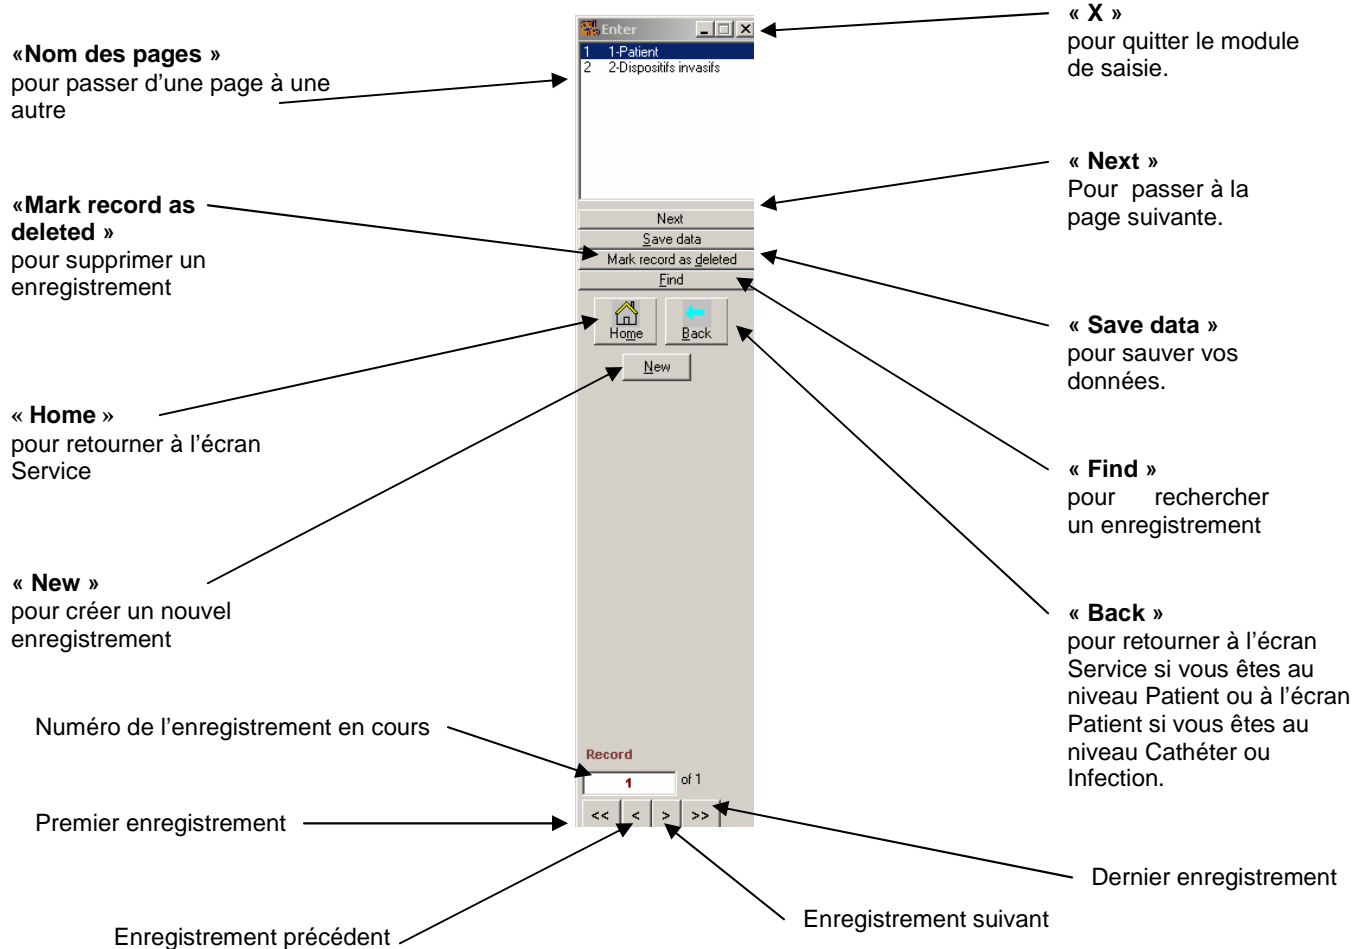 «Nom des pages »
pour passer d'une page à une
autre
«Mark record as
deleted »
pour supprimer un
enregistrement
« Home »
pour retourner à l'écran
Service
« New »
pour créer un nouvel
enregistrement
Numéro de l'enregistrement en cours
Premier enregistrement
Enregistrement précédent
Enter
1 1-Patient
2 2-Dispositifs invasifs
Next
Save data
Mark record as deleted
Find
Home
Back
New
Record
1 of 1
<< < > >>
« X »
pour quitter le module
de saisie.
« Next »
Pour passer à la
page suivante.
« Save data »
pour sauver vos
données.
« Find »
pour rechercher
un enregistrement
« Back »
pour retourner à l'écran
Service si vous êtes au
niveau Patient ou à l'écran
Patient si vous êtes au
niveau Cathéter ou
Infection.
Dernier enregistrement
Enregistrement suivant